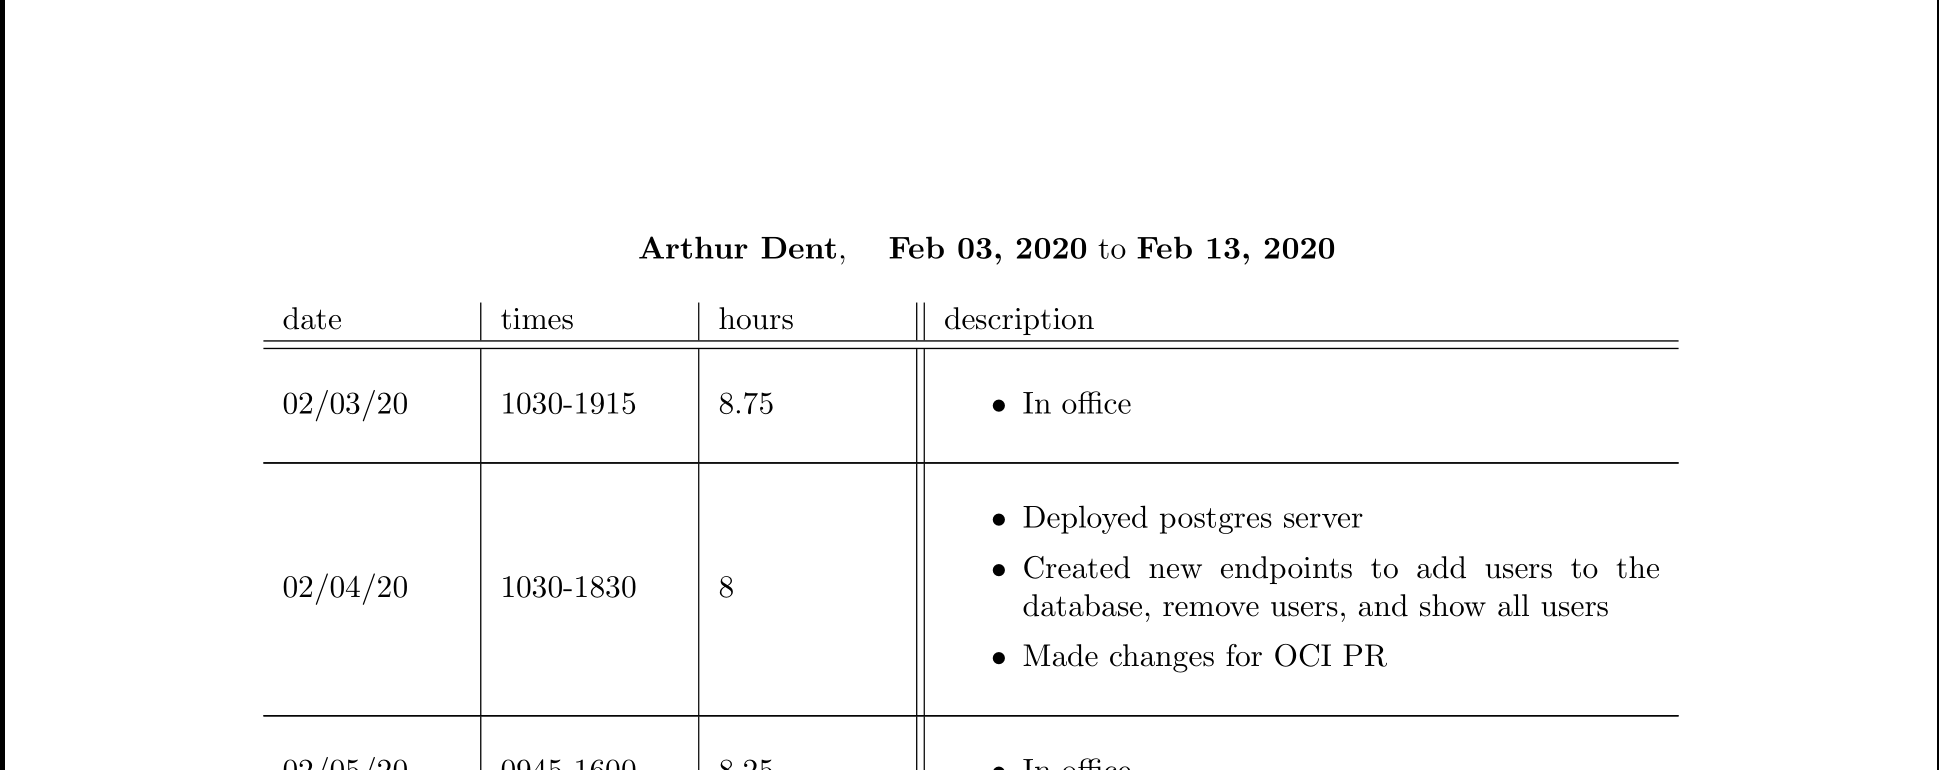 Arthur Dent, Feb 03, 2020 to Feb 13, 2020
date times hours description
02/03/20 1030-1915 8.75 • In office
• Deployed postgres server
• Created new endpoints to add users to the
02/04/20 1030-1830 8
database, remove users, and show all users
• Made changes for OCI PR
02/05/20 0945-1600 8.25 • In office